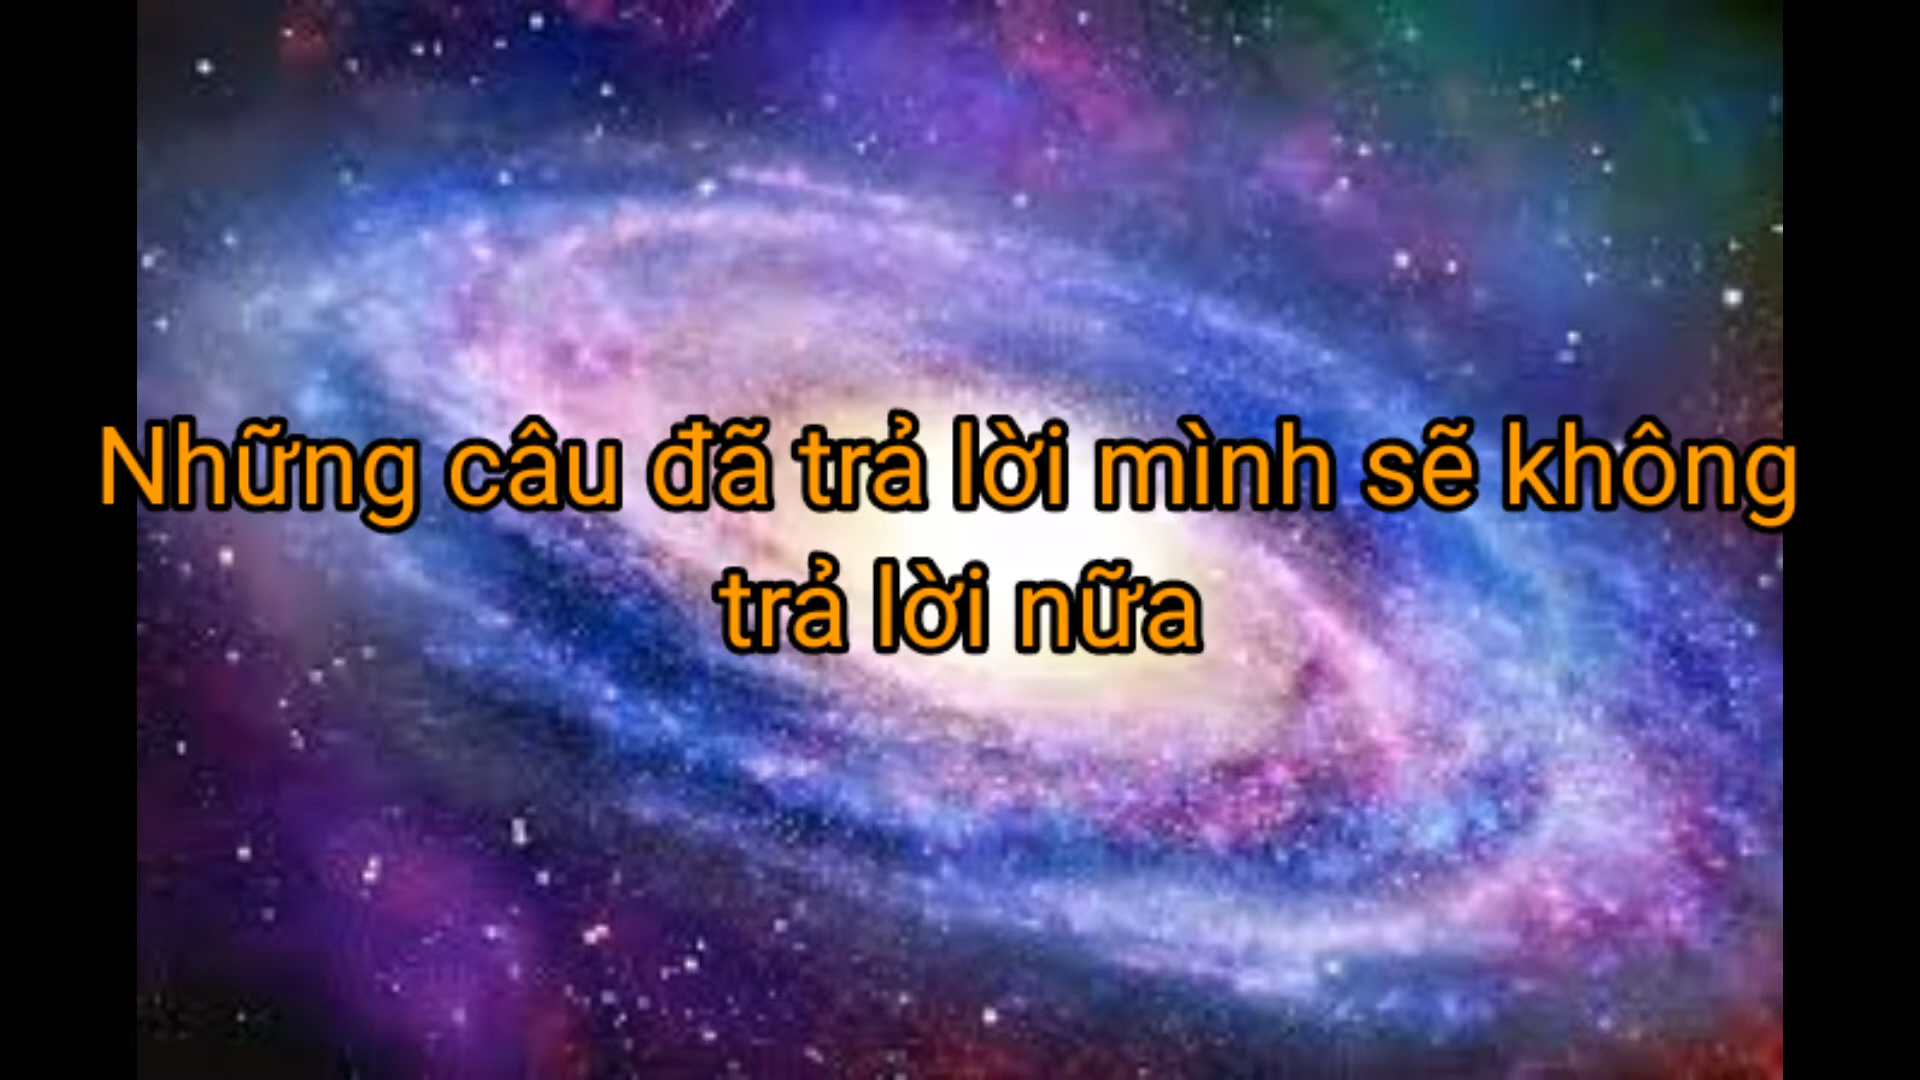 Những câu đã trả lời mình sẽ không
trả lời nữa